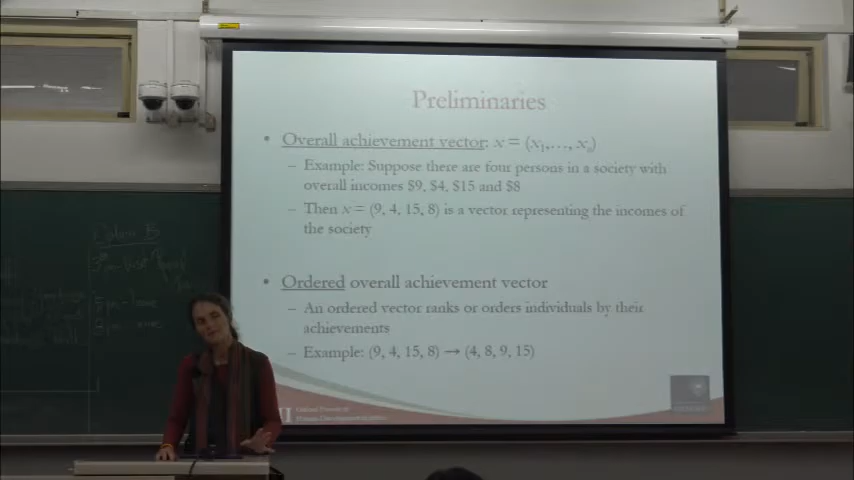 Preliminaries
• Overall achievement vector: x = (x₁,…, xₙ)
– Example: Suppose there are four persons in a society with
overall incomes $9, $4, $15 and $8
– Then x = (9, 4, 15, 8) is a vector representing the incomes of
the society
• Ordered overall achievement vector
– An ordered vector ranks or orders individuals by their
achievements
– Example: (9, 4, 15, 8) → (4, 8, 9, 15)